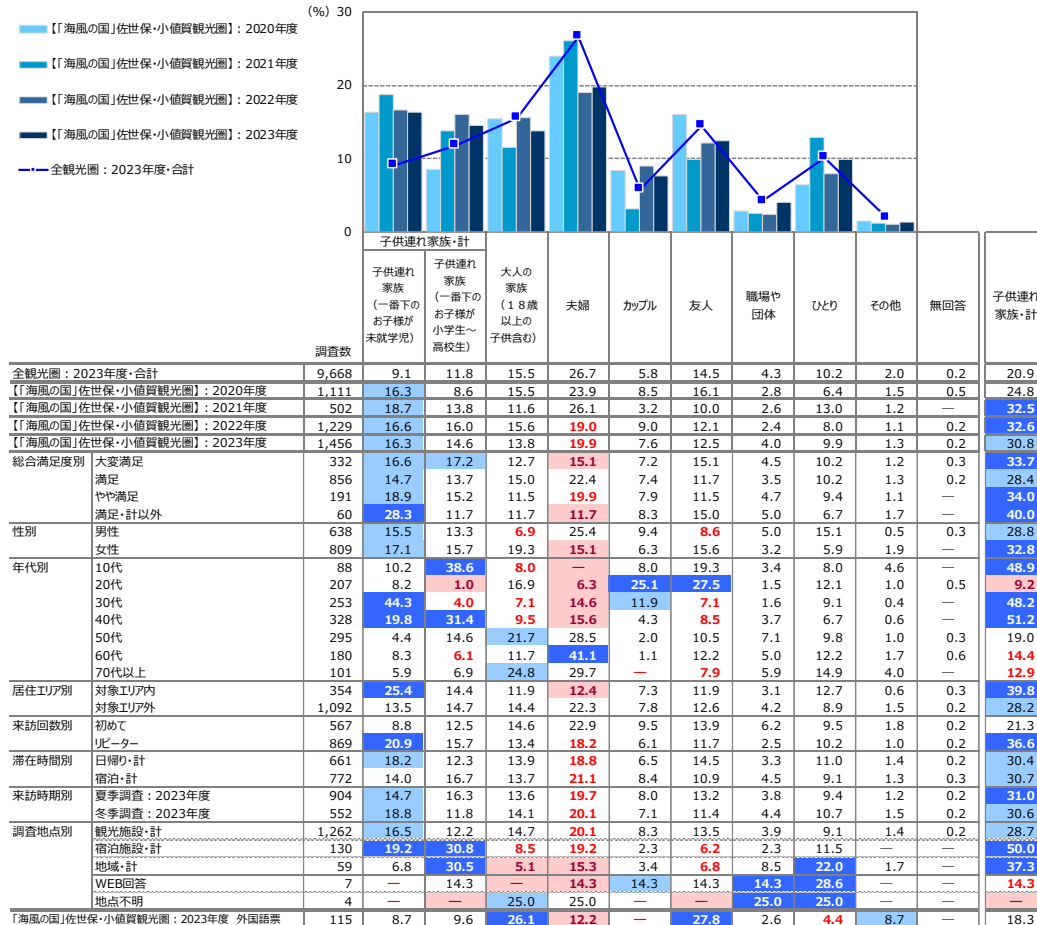 (%)
30
20
10
0
【「海風の国」佐世保・小値賀観光圏】：2020年度
【「海風の国」佐世保・小値賀観光圏】：2021年度
【「海風の国」佐世保・小値賀観光圏】：2022年度
【「海風の国」佐世保・小値賀観光圏】：2023年度
全観光圏：2023年度・合計
子供連れ家族・計
調査数
子供連れ
家族
（一番下の
お子様が
未就学児）
子供連れ
家族
（一番下の
お子様が
小学生～
高校生）
大人の
家族
（１８歳
以上の
子供含む）
夫婦
カップル
友人
職場や
団体
ひとり
その他
無回答
子供連れ
家族・計
全観光圏：2023年度・合計 9,668 9.1 11.8 15.5 26.7 5.8 14.5 4.3 10.2 2.0 0.2 20.9
【「海風の国」佐世保・小値賀観光圏】：2020年度 1,111 16.3 8.6 15.5 23.9 8.5 16.1 2.8 6.4 1.5 0.5 24.8
【「海風の国」佐世保・小値賀観光圏】：2021年度 502 18.7 13.8 11.6 26.1 3.2 10.0 2.6 13.0 1.2 — 32.5
【「海風の国」佐世保・小値賀観光圏】：2022年度 1,229 16.6 16.0 15.6 19.0 9.0 12.1 2.4 8.0 1.1 0.2 32.6
【「海風の国」佐世保・小値賀観光圏】：2023年度 1,456 16.3 14.6 13.8 19.9 7.6 12.5 4.0 9.9 1.3 0.2 30.8
総合満足度別 大変満足 332 16.6 17.2 12.7 15.1 7.2 15.1 4.5 10.2 1.2 0.3 33.7
満足 856 14.7 13.7 15.0 22.4 7.4 11.7 3.5 10.2 1.3 0.2 28.4
やや満足 191 18.9 15.2 11.5 19.9 7.9 11.5 4.7 9.4 1.1 — 34.0
満足・計以外 60 28.3 11.7 11.7 11.7 8.3 15.0 5.0 6.7 1.7 — 40.0
性別 男性 638 15.5 13.3 6.9 25.4 9.4 8.6 5.0 15.1 0.5 0.3 28.8
女性 809 17.1 15.7 19.3 15.1 6.3 15.6 3.2 5.9 1.9 — 32.8
年代別 10代 88 10.2 38.6 8.0 — 8.0 19.3 3.4 8.0 4.6 — 48.9
20代 207 8.2 1.0 16.9 6.3 25.1 27.5 1.5 12.1 1.0 0.5 9.2
30代 253 44.3 4.0 7.1 14.6 11.9 7.1 1.6 9.1 0.4 — 48.2
40代 328 19.8 31.4 9.5 15.6 4.3 8.5 3.7 6.7 0.6 — 51.2
50代 295 4.4 14.6 21.7 28.5 2.0 10.5 7.1 9.8 1.0 0.3 19.0
60代 180 8.3 6.1 11.7 41.1 1.1 12.2 5.0 12.2 1.7 0.6 14.4
70代以上 101 5.9 6.9 24.8 29.7 — 7.9 5.9 14.9 4.0 — 12.9
居住エリア別 対象エリア内 354 25.4 14.4 11.9 12.4 7.3 11.9 3.1 12.7 0.6 0.3 39.8
対象エリア外 1,092 13.5 14.7 14.4 22.3 7.8 12.6 4.2 8.9 1.5 0.2 28.2
来訪回数別 初めて 567 8.8 12.5 14.6 22.9 9.5 13.9 6.2 9.5 1.8 0.2 21.3
リピーター 869 20.9 15.7 13.4 18.2 6.1 11.7 2.5 10.2 1.0 0.2 36.6
滞在時間別 日帰り・計 661 18.2 12.3 13.9 18.8 6.5 14.5 3.3 11.0 1.4 0.2 30.4
宿泊・計 772 14.0 16.7 13.7 21.1 8.4 10.9 4.5 9.1 1.3 0.3 30.7
来訪時期別 夏季調査：2023年度 904 14.7 16.3 13.6 19.7 8.0 13.2 3.8 9.4 1.2 0.2 31.0
冬季調査：2023年度 552 18.8 11.8 14.1 20.1 7.1 11.4 4.4 10.7 1.5 0.2 30.6
調査地点別 観光施設・計 1,262 16.5 12.2 14.7 20.1 8.3 13.5 3.9 9.1 1.4 0.2 28.7
宿泊施設・計 130 19.2 30.8 8.5 19.2 2.3 6.2 2.3 11.5 — — 50.0
地域・計 59 6.8 30.5 5.1 15.3 3.4 6.8 8.5 22.0 1.7 — 37.3
WEB回答 7 — 14.3 — 14.3 14.3 14.3 14.3 28.6 — — 14.3
地点不明 4 — — 25.0 25.0 — — 25.0 25.0 — — —
「海風の国」佐世保・小値賀観光圏：2023年度 外国語票 115 8.7 9.6 26.1 12.2 — 27.8 2.6 4.4 8.7 — 18.3